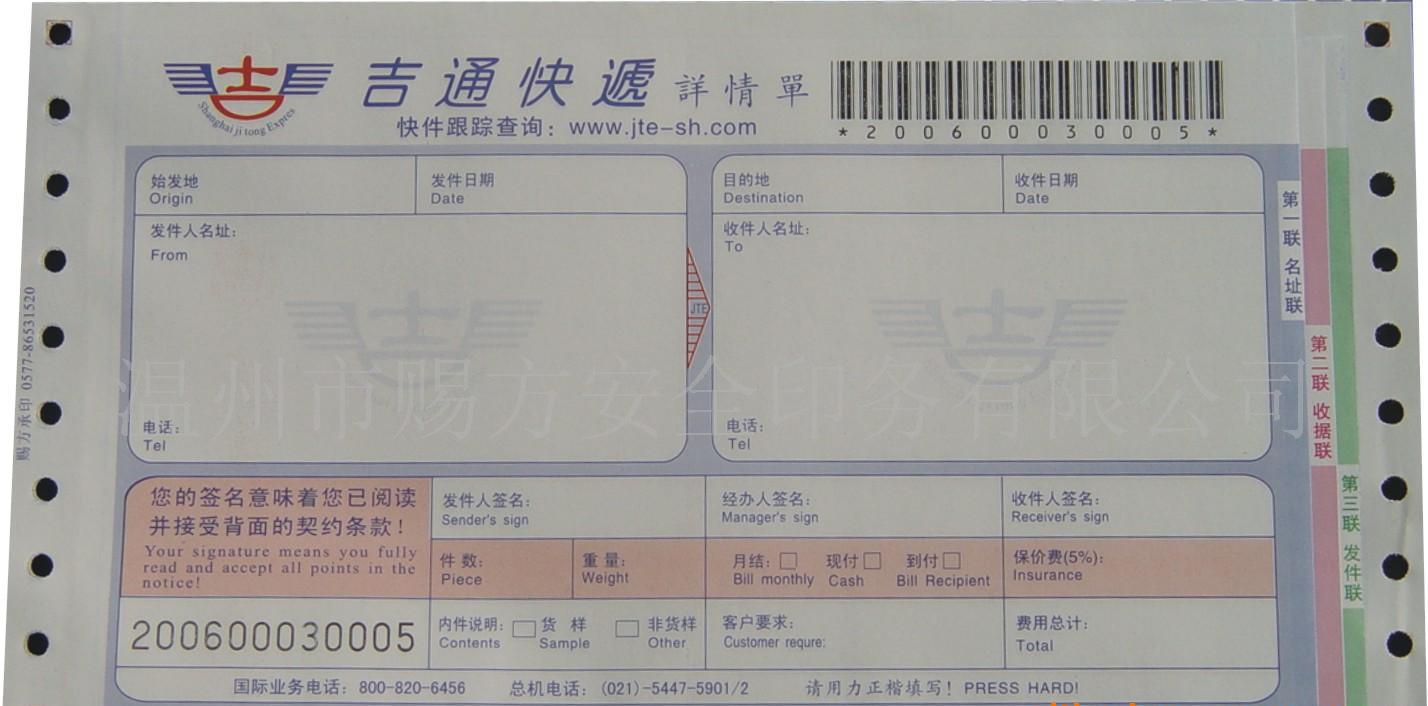 吉通快遞 詳情單
Shanghai ji tong Expres
快件跟踪查询：www.jte-sh.com
*200600030005*
始发地
Origin
发件日期
Date
目的地
Destination
收件日期
Date
发件人名址：
From
收件人名址：
To
JTE
电话：
Tel
电话：
Tel
温州市赐方安全印务有限公司
第一联 名址联
第二联 收据联
第三联 发件联
赐方承印 0577-86531520
您的签名意味着您已阅读
并接受背面的契约条款！
Your signature means you fully
read and accept all points in the
notice!
发件人签名：
Sender's sign
经办人签名：
Manager's sign
收件人签名：
Receiver's sign
件 数：
Piece
重 量：
Weight
月结：
Bill monthly
现付
Cash
到付
Bill Recipient
保价费(5%)：
Insurance
200600030005
内件说明：
Contents
货 样
Sample
非货样
Other
客户要求：
Customer requre:
费用总计：
Total
国际业务电话：800-820-6456 总机电话：(021)-5447-5901/2 请用力正楷填写！PRESS HARD!